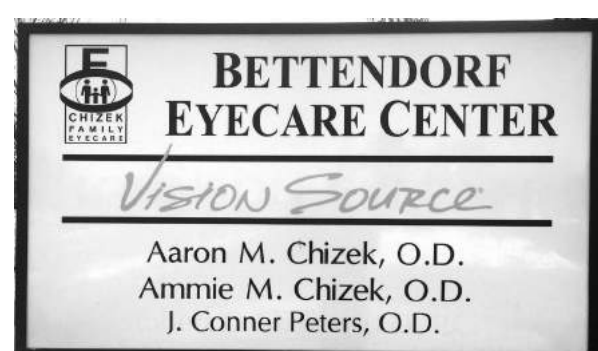 E
CHIZEK
FAMILY
EYECARE
BETTENDORF
EYECARE CENTER
VISION SOURCE
Aaron M. Chizek, O.D.
Ammie M. Chizek, O.D.
J. Conner Peters, O.D.